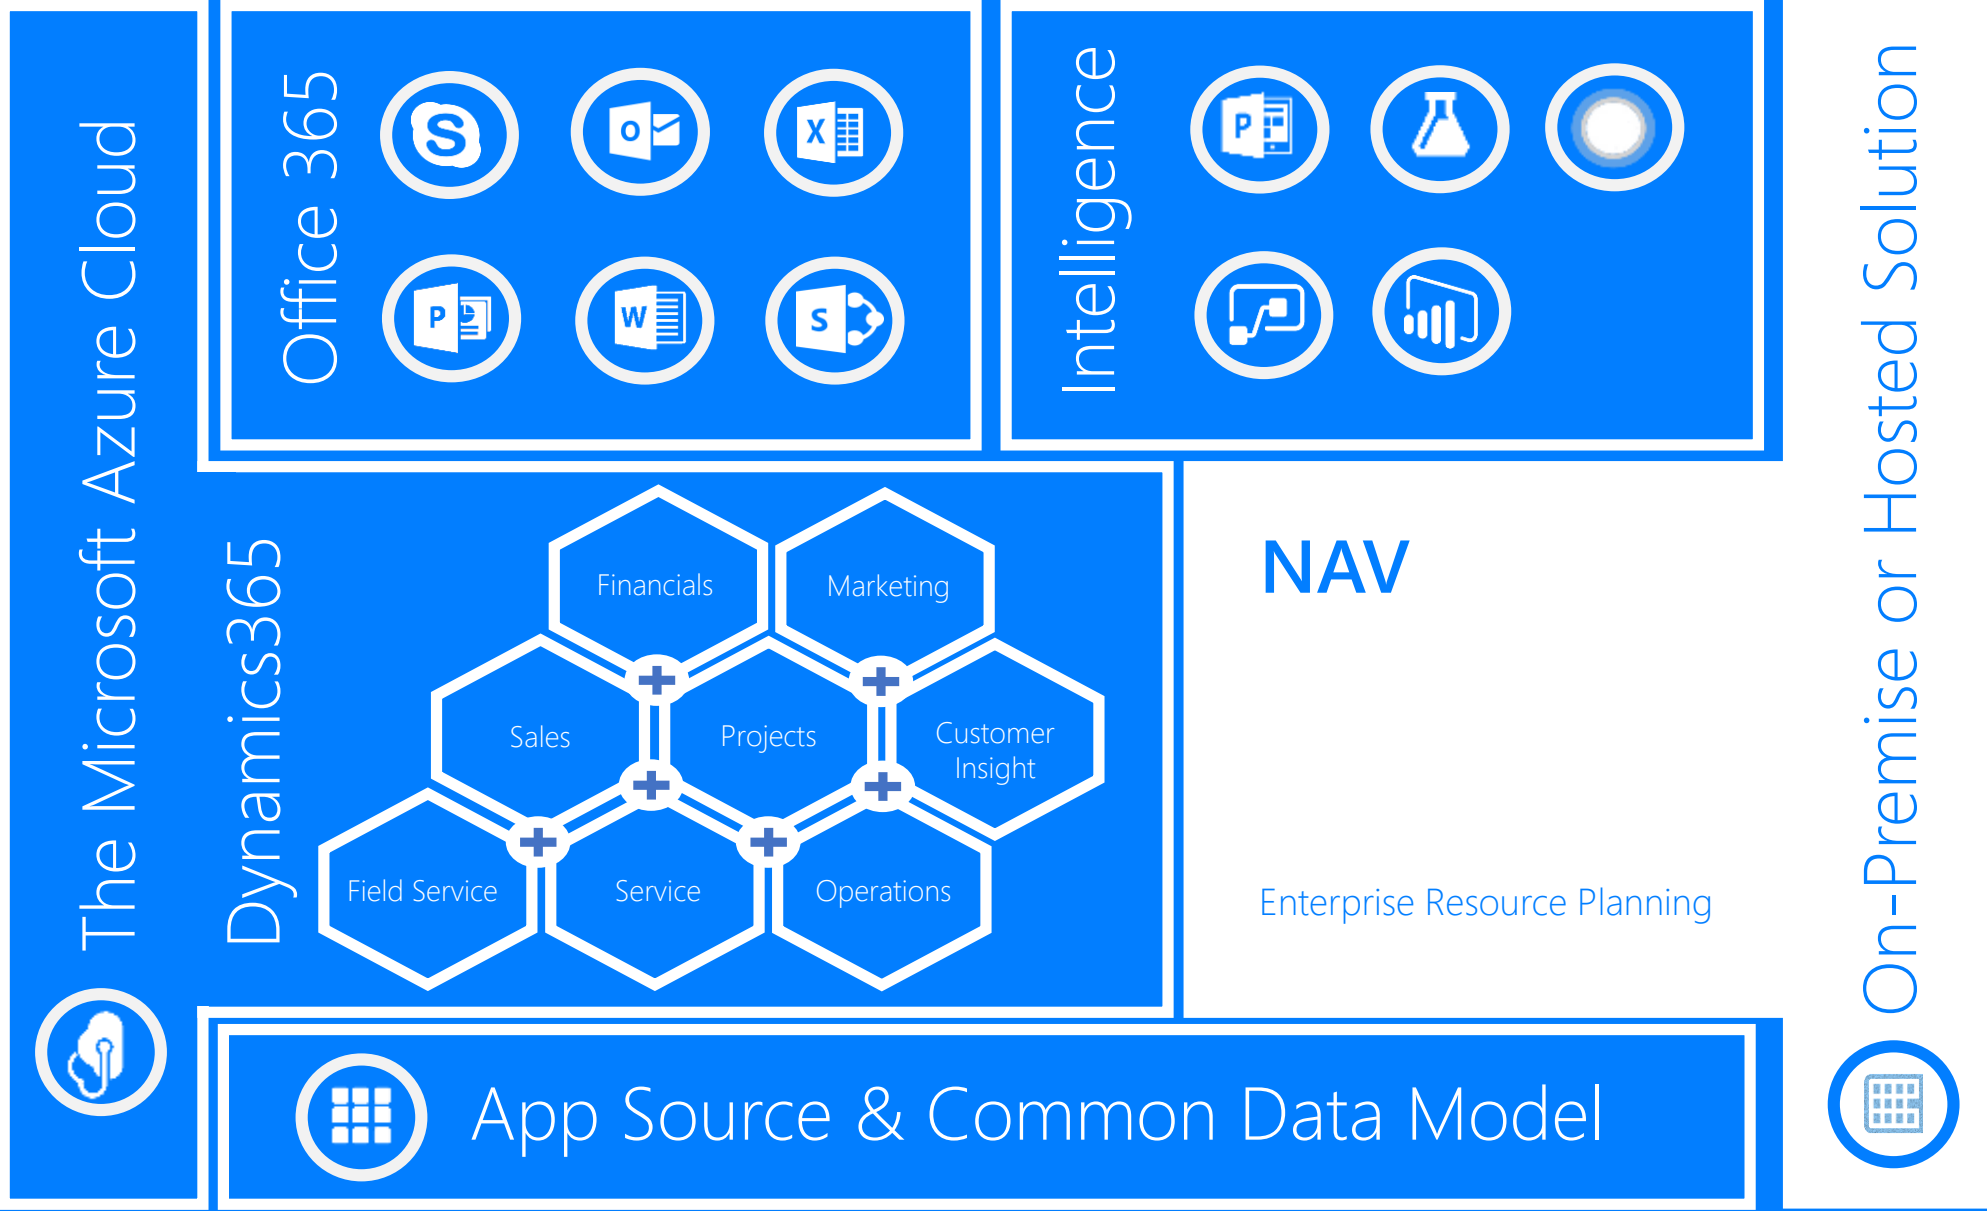 The Microsoft Azure Cloud
Office 365
S
O
X
P
W
S
Intelligence
P
Dynamics365
Financials
Marketing
Sales
Projects
Customer
Insight
Field Service
Service
Operations
NAV
Enterprise Resource Planning
App Source & Common Data Model
On-Premise or Hosted Solution